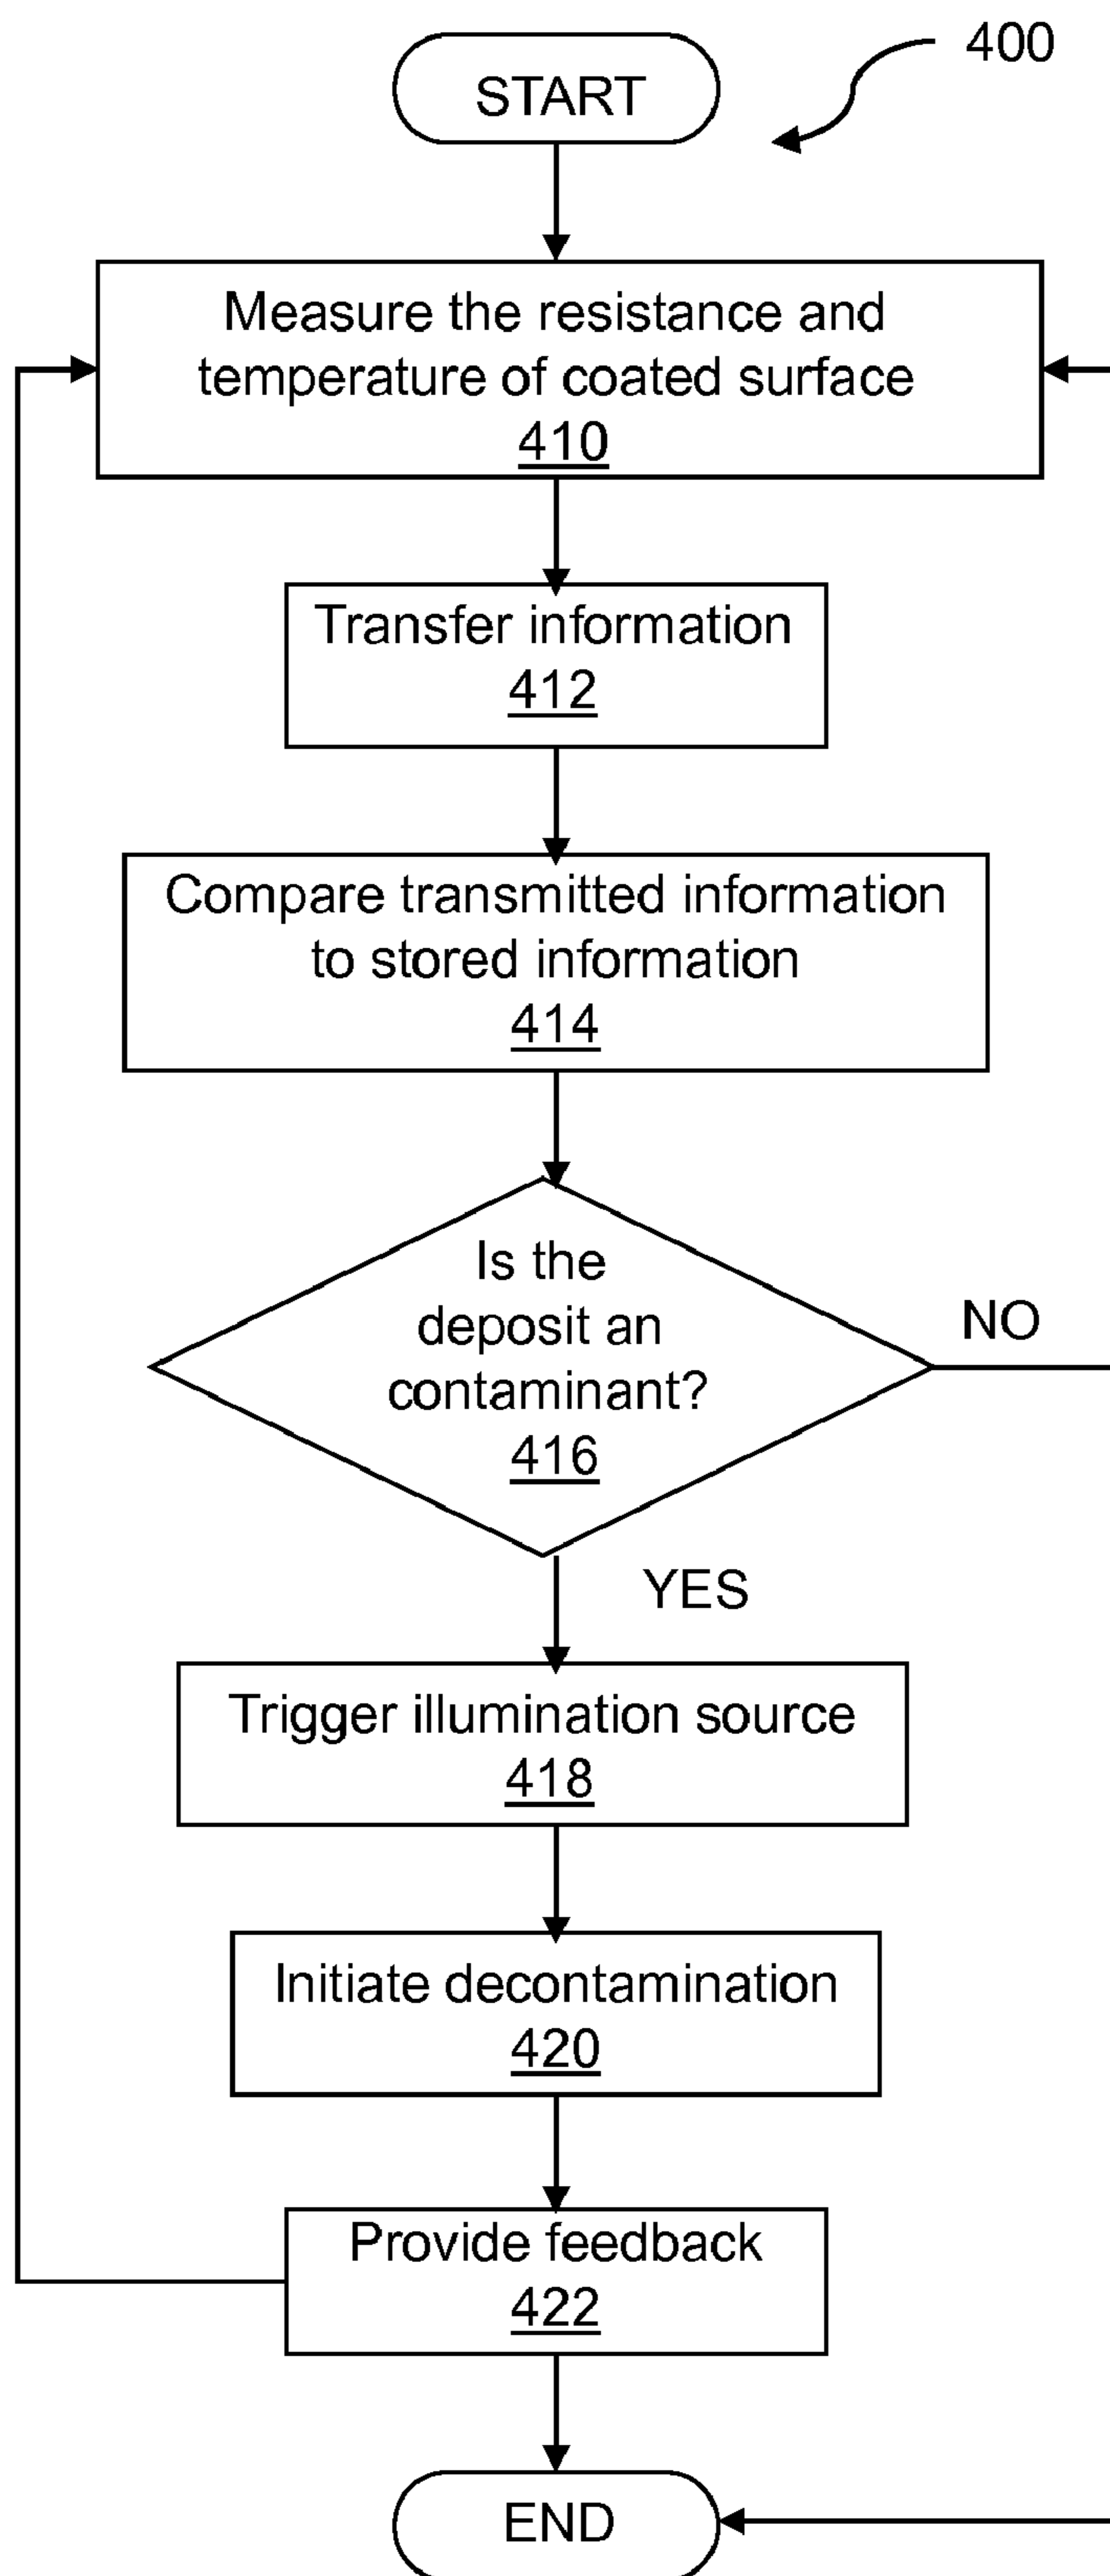 400
START
Measure the resistance and
temperature of coated surface
410
Transfer information
412
Compare transmitted information
to stored information
414
Is the
deposit an
contaminant?
416
NO
YES
Trigger illumination source
418
Initiate decontamination
420
Provide feedback
422
END